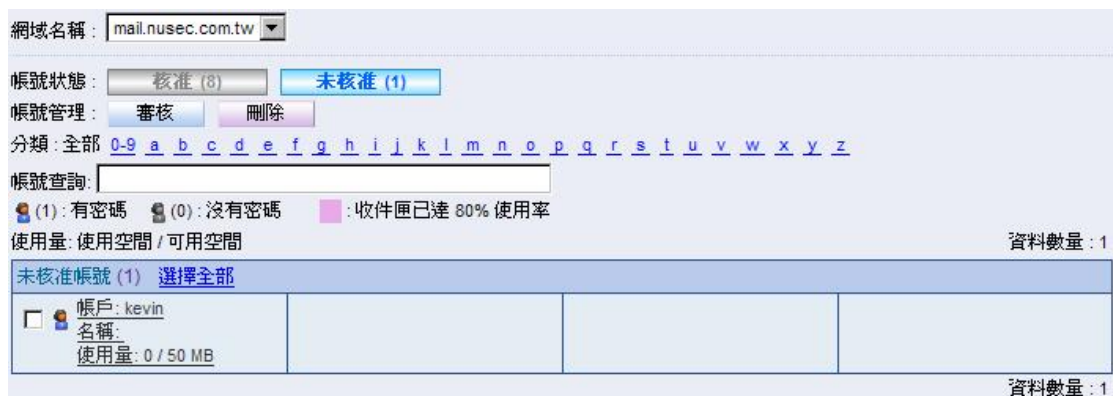 網域名稱： mail.nusec.com.tw
帳號狀態： 核准 (8) 未核准 (1)
帳號管理： 審核 刪除
分類：全部 0-9 a b c d e f g h i j k l m n o p q r s t u v w x y z
帳號查詢:
(1)：有密碼 (0)：沒有密碼 ：收件匣已達 80% 使用率
使用量: 使用空間 / 可用空間 資料數量：1
未核准帳號 (1) 選擇全部
帳戶: kevin
名稱:
使用量: 0 / 50 MB
資料數量：1